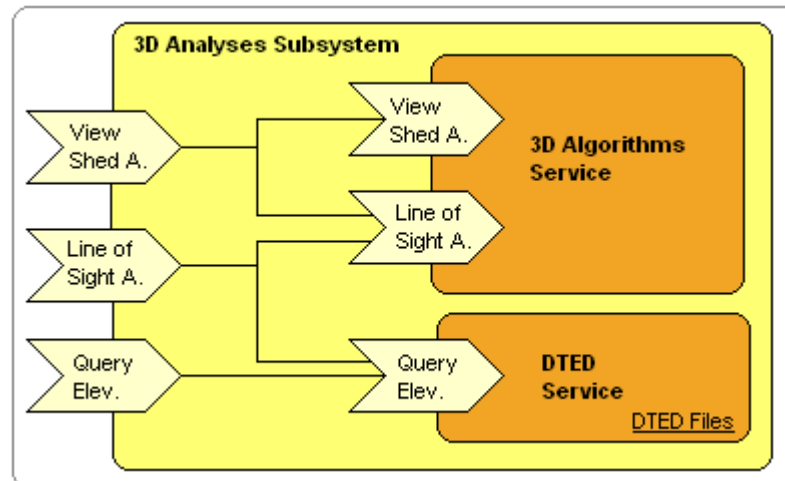 3D Analyses Subsystem
View
Shed A.
View
Shed A.
3D Algorithms
Service
Line of
Sight A.
Line of
Sight A.
Query
Elev.
Query
Elev.
DTED
Service
DTED Files